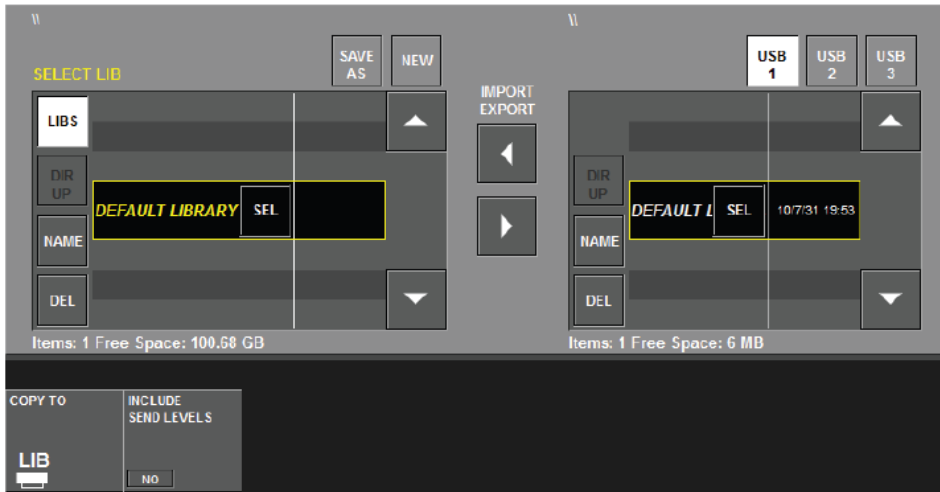 \\
\\
SAVE AS
NEW
USB 1
USB 2
USB 3
SELECT LIB
IMPORT
EXPORT
LIBS
DIR UP
DEFAULT LIBRARY SEL
NAME
DEL
DIR UP
DEFAULT L SEL 10/7/31 19:53
NAME
DEL
Items: 1 Free Space: 100.68 GB
Items: 1 Free Space: 6 MB
COPY TO
LIB
INCLUDE
SEND LEVELS
NO